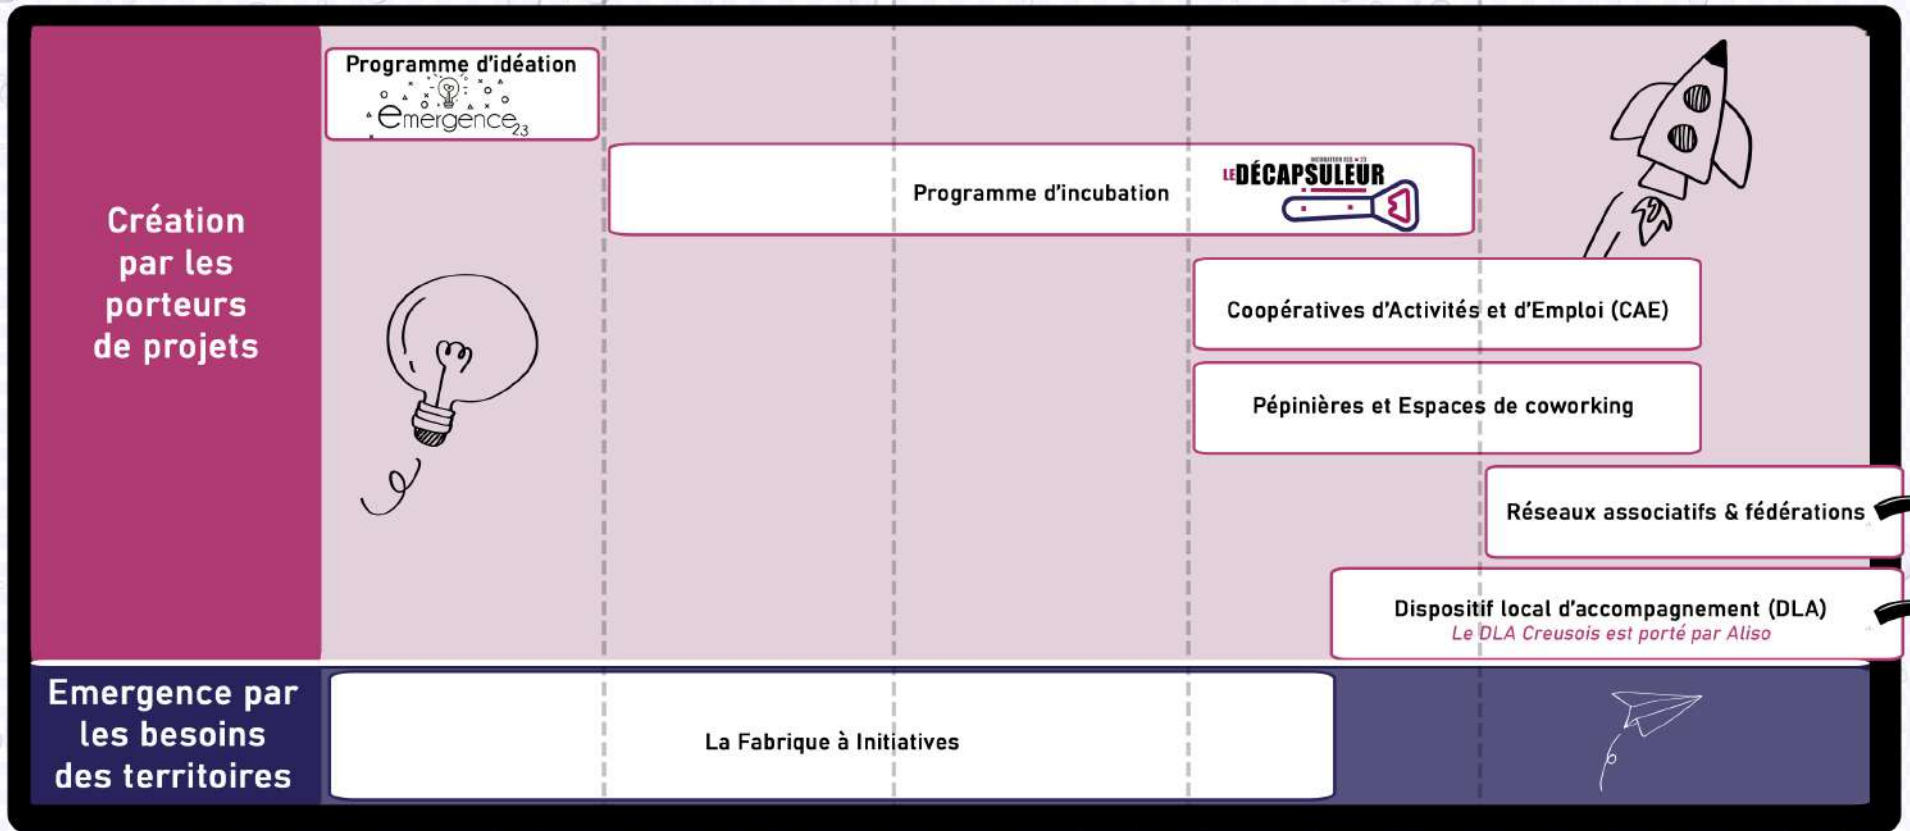 Création
par les
porteurs
de projets
Programme d'idéation
emergence23
Programme d'incubation
LE DÉCAPSULEUR
Coopératives d'Activités et d'Emploi (CAE)
Pépinières et Espaces de coworking
Réseaux associatifs & fédérations
Dispositif local d'accompagnement (DLA)
Le DLA Creusois est porté par Aliso
Emergence par
les besoins
des territoires
La Fabrique à Initiatives